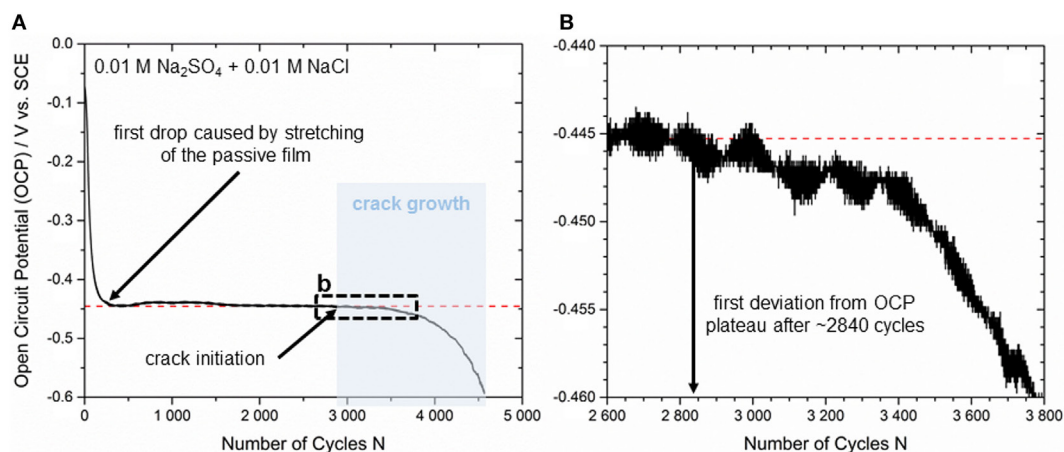 A
0.01 M Na₂SO₄ + 0.01 M NaCl
first drop caused by stretching
of the passive film
crack growth
b
crack initiation
Open Circuit Potential (OCP) / V vs. SCE
0.0
-0.1
-0.2
-0.3
-0.4
-0.5
-0.6
0
1 000
2 000
3 000
4 000
5 000
Number of Cycles N
B
-0.440
-0.445
-0.450
-0.455
-0.460
first deviation from OCP
plateau after ~2840 cycles
2 600
2 800
3 000
3 200
3 400
3 600
3 800
Number of Cycles N